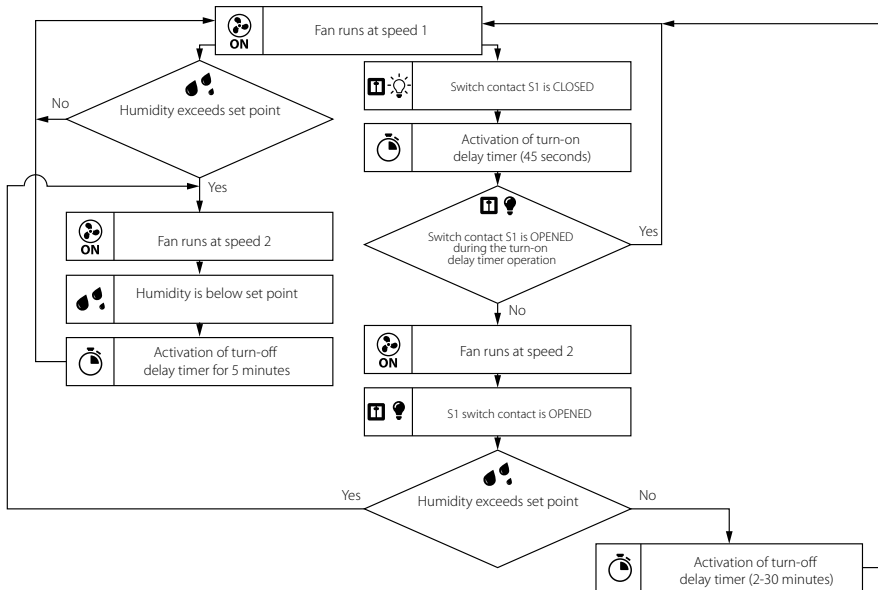 ON
Fan runs at speed 1
Humidity exceeds set point
No
Yes
ON
Fan runs at speed 2
Humidity is below set point
Activation of turn-off
delay timer for 5 minutes
Switch contact S1 is CLOSED
Activation of turn-on
delay timer (45 seconds)
Switch contact S1 is OPENED
during the turn-on
delay timer operation
Yes
No
ON
Fan runs at speed 2
S1 switch contact is OPENED
Humidity exceeds set point
Yes
No
Activation of turn-off
delay timer (2-30 minutes)